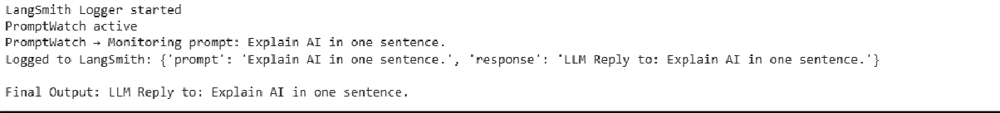 LangSmith Logger started
PromptWatch active
PromptWatch → Monitoring prompt: Explain AI in one sentence.
Logged to LangSmith: {'prompt': 'Explain AI in one sentence.', 'response': 'LLM Reply to: Explain AI in one sentence.'}
Final Output: LLM Reply to: Explain AI in one sentence.